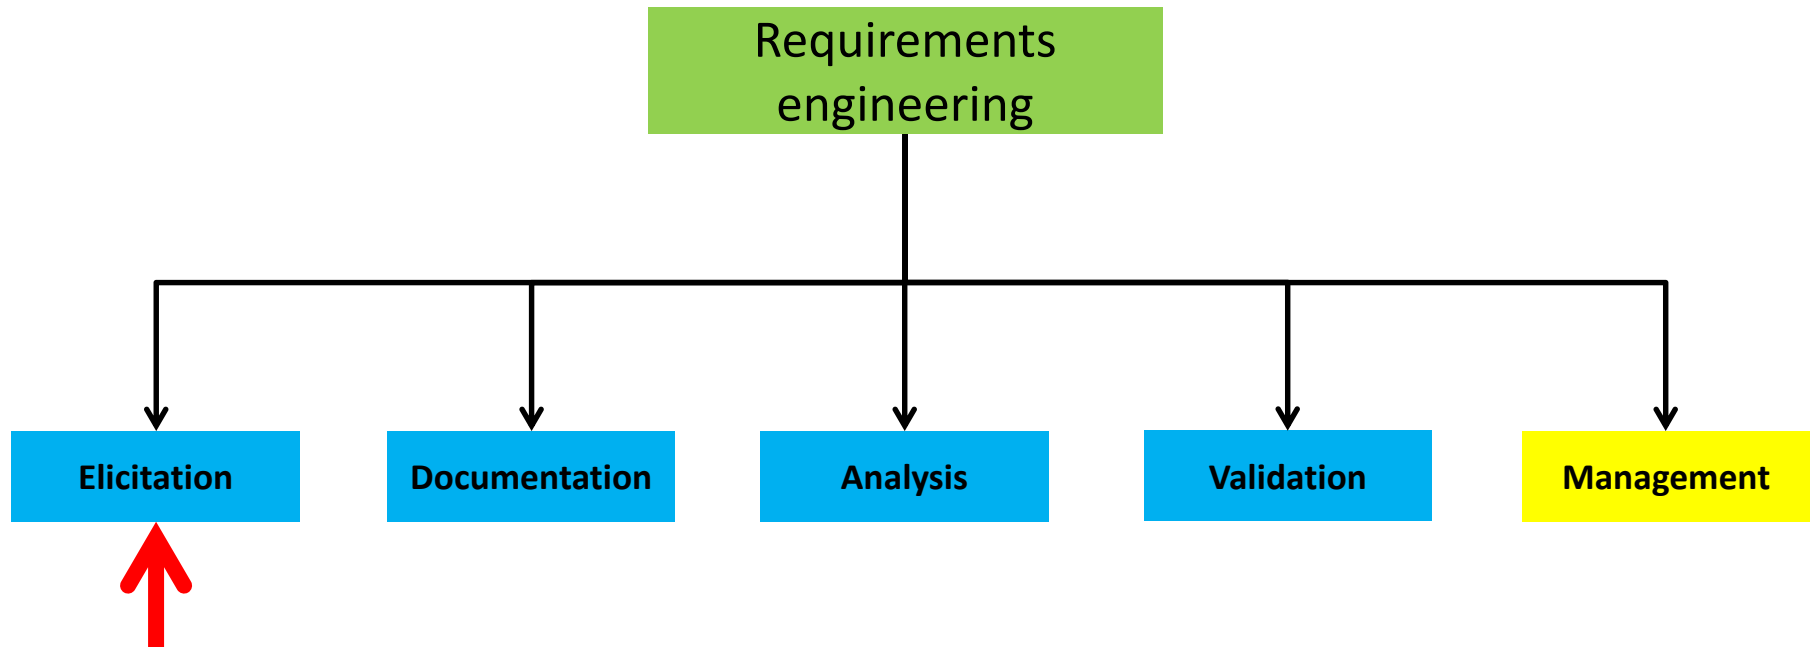 Requirements
engineering
Elicitation
Documentation
Analysis
Validation
Management